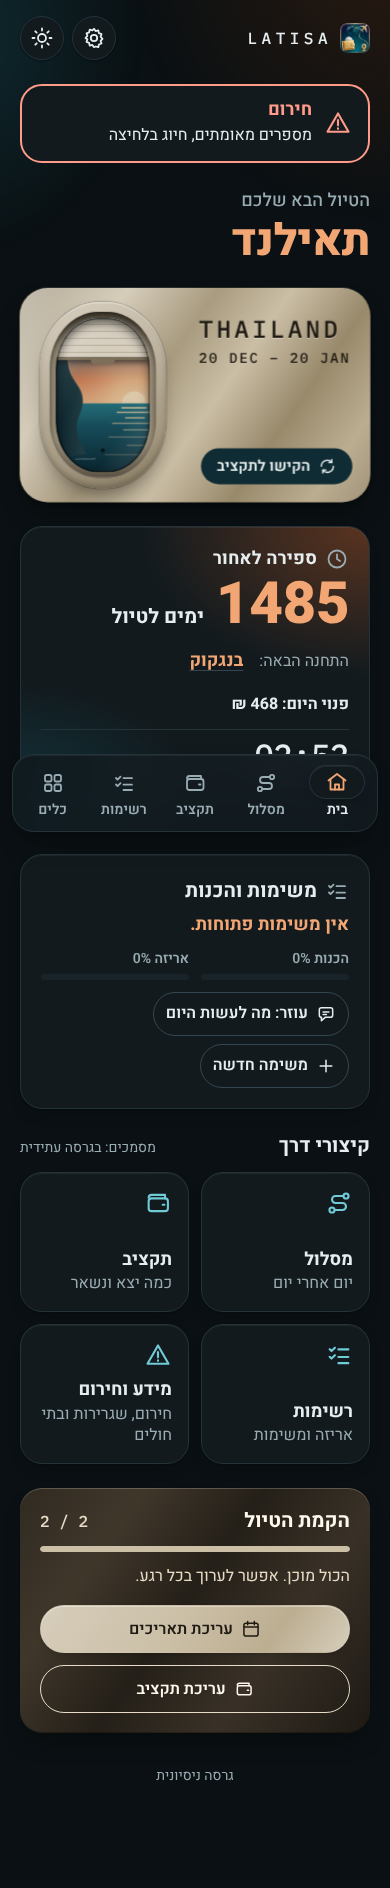 LATISA
חירום
מספרים מאומתים, חיוג בלחיצה
הטיול הבא שלכם
תאילנד
THAILAND
20 DEC – 20 JAN
הקישו לתקציב
ספירה לאחור
1485 ימים לטיול
התחנה הבאה: בנגקוק
פנוי היום: 468 ₪
בית
מסלול
תקציב
רשימות
כלים
משימות והכנות
אין משימות פתוחות.
הכנות 0%
אריזה 0%
עוזר: מה לעשות היום
משימה חדשה
קיצורי דרך
מסמכים: בגרסה עתידית
מסלול
יום אחרי יום
תקציב
כמה יצא ונשאר
רשימות
אריזה ומשימות
מידע וחירום
חירום, שגרירות ובתי
חולים
הקמת הטיול
2 / 2
הכול מוכן. אפשר לערוך בכל רגע.
עריכת תאריכים
עריכת תקציב
גרסה ניסיונית